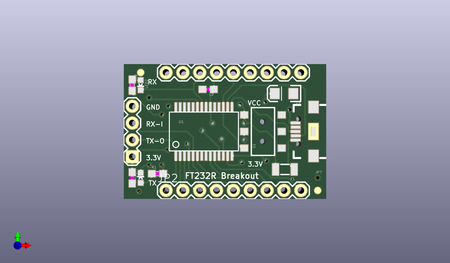 RX
VCC
GND
RX-I
TX-O
3.3V
3.3V
FT232R Breakout
TX